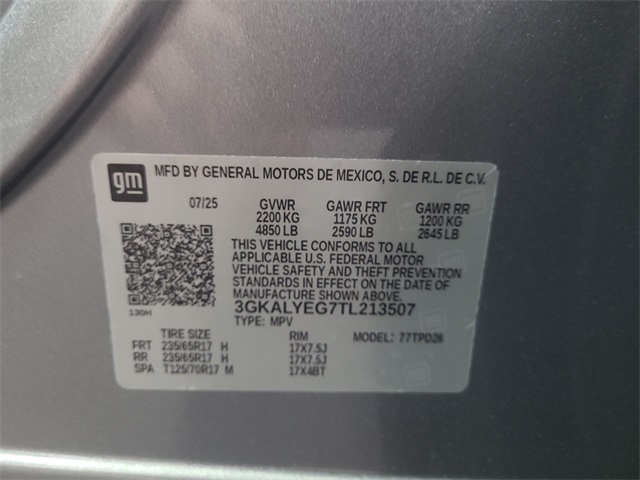 gm
MFD BY GENERAL MOTORS DE MEXICO, S. DE R.L. DE C.V.
07/25 GVWR GAWR FRT GAWR RR
2200 KG 1175 KG 1200 KG
4850 LB 2590 LB 2645 LB
THIS VEHICLE CONFORMS TO ALL
APPLICABLE U.S. FEDERAL MOTOR
VEHICLE SAFETY AND THEFT PREVENTION
STANDARDS IN EFFECT ON THE DATE OF
MANUFACTURE SHOWN ABOVE.
130H 3GKALYEG7TL213507
TYPE: MPV
TIRE SIZE RIM MODEL: 77TPD26
FRT 235/65R17 H 17X7.5J
RR 235/65R17 H 17X7.5J
SPA T125/70R17 M 17X4BT